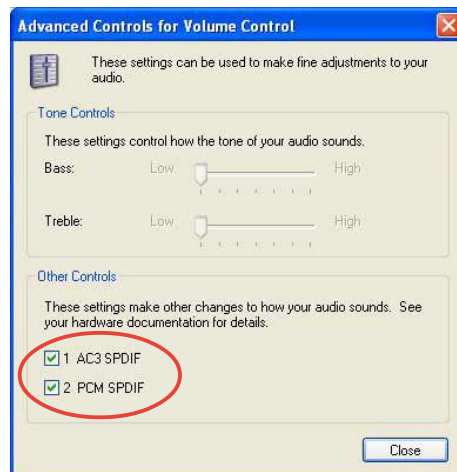 Advanced Controls for Volume Control
These settings can be used to make fine adjustments to your
audio.
Tone Controls
These settings control how the tone of your audio sounds.
Bass: Low High
Treble: Low High
Other Controls
These settings make other changes to how your audio sounds. See
your hardware documentation for details.
1 AC3 SPDIF
2 PCM SPDIF
Close